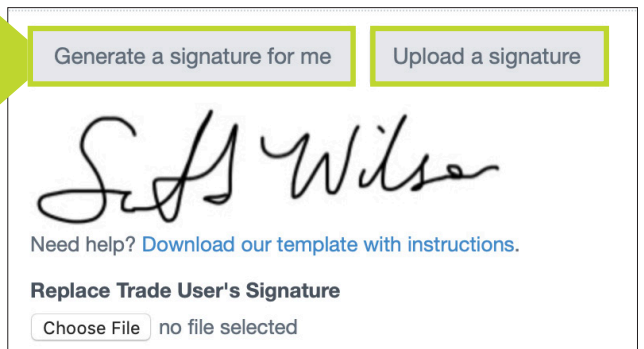 Generate a signature for me Upload a signature
Wilson
Need help? Download our template with instructions.
Replace Trade User's Signature
Choose File no file selected